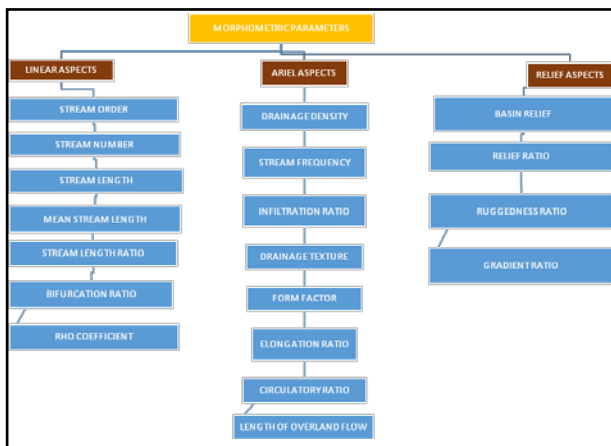 MORPHOMETRIC PARAMETERS
LINEAR ASPECTS
STREAM ORDER
STREAM NUMBER
STREAM LENGTH
MEAN STREAM LENGTH
STREAM LENGTH RATIO
BIFURCATION RATIO
RHO COEFFICIENT
ARIEL ASPECTS
DRAINAGE DENSITY
STREAM FREQUENCY
INFILTRATION RATIO
DRAINAGE TEXTURE
FORM FACTOR
ELONGATION RATIO
CIRCULATORY RATIO
LENGTH OF OVERLAND FLOW
RELIEF ASPECTS
BASIN RELIEF
RELIEF RATIO
RUGGEDNESS RATIO
GRADIENT RATIO